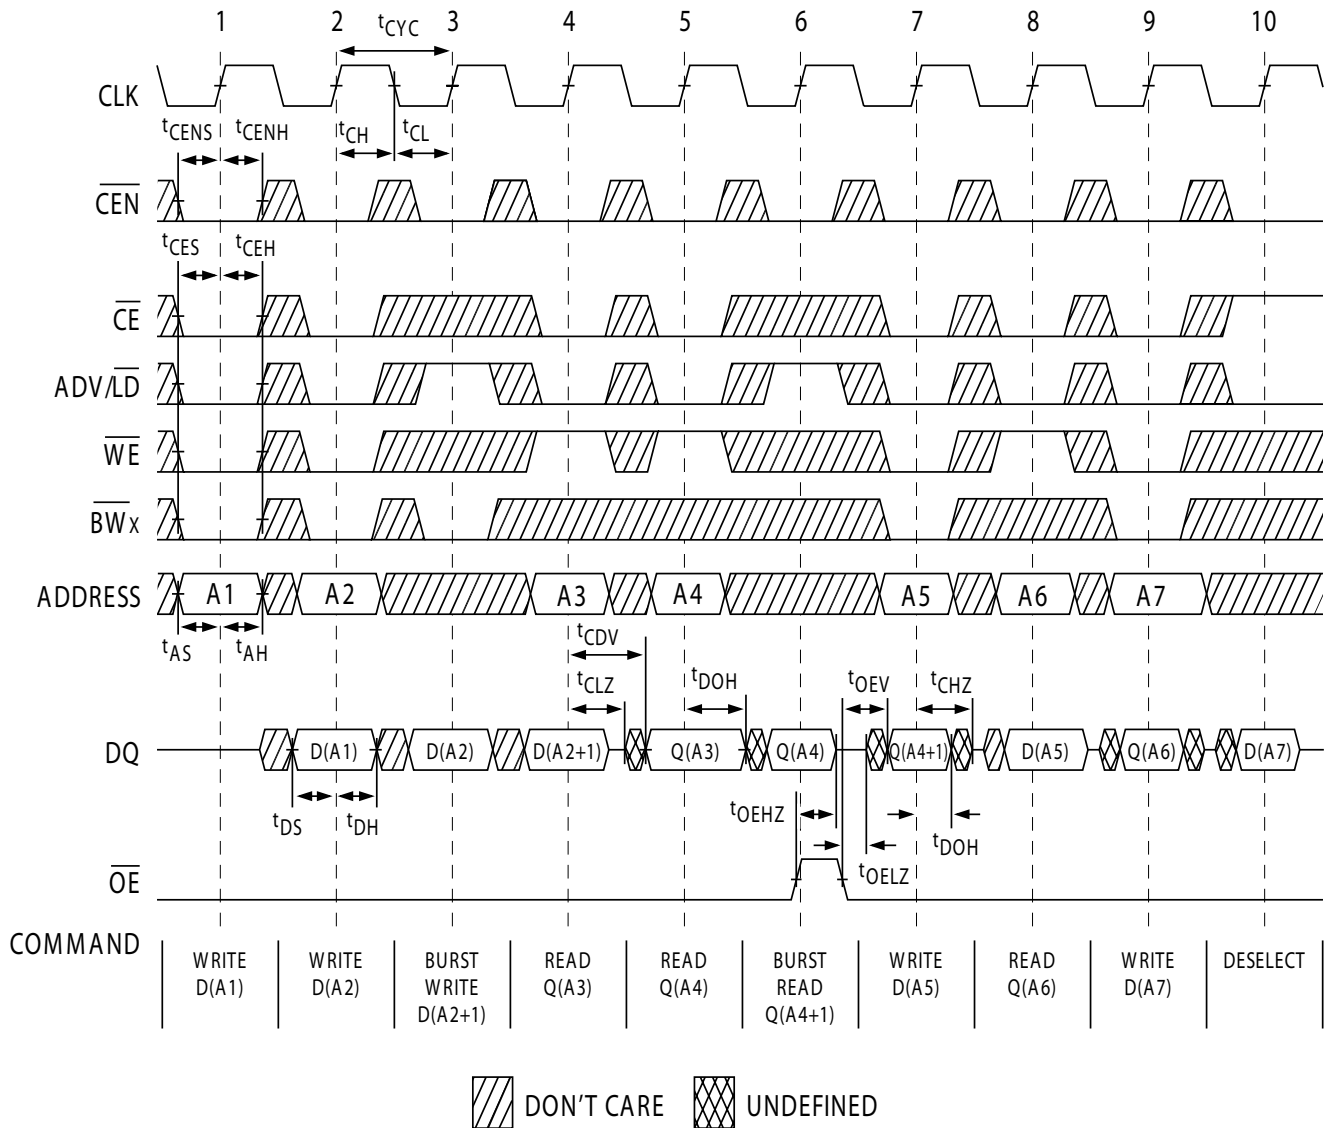 1 2 3 4 5 6 7 8 9 10
tCYC
CLK
tCENS tCENH tCH tCL
CEN
tCES tCEH
CE
ADV/LD
WE
BWX
ADDRESS A1 A2 A3 A4 A5 A6 A7
tAS tAH tCDV
tCLZ tDOH tOEV tCHZ
DQ D(A1) D(A2) D(A2+1) Q(A3) Q(A4) Q(A4+1) D(A5) Q(A6) D(A7)
tDS tDH tOEHZ tDOH
tOELZ
OE
COMMAND
WRITE WRITE BURST READ READ BURST WRITE READ WRITE DESELECT
D(A1) D(A2) WRITE Q(A3) Q(A4) READ D(A5) Q(A6) D(A7)
D(A2+1) Q(A4+1)
DON'T CARE UNDEFINED